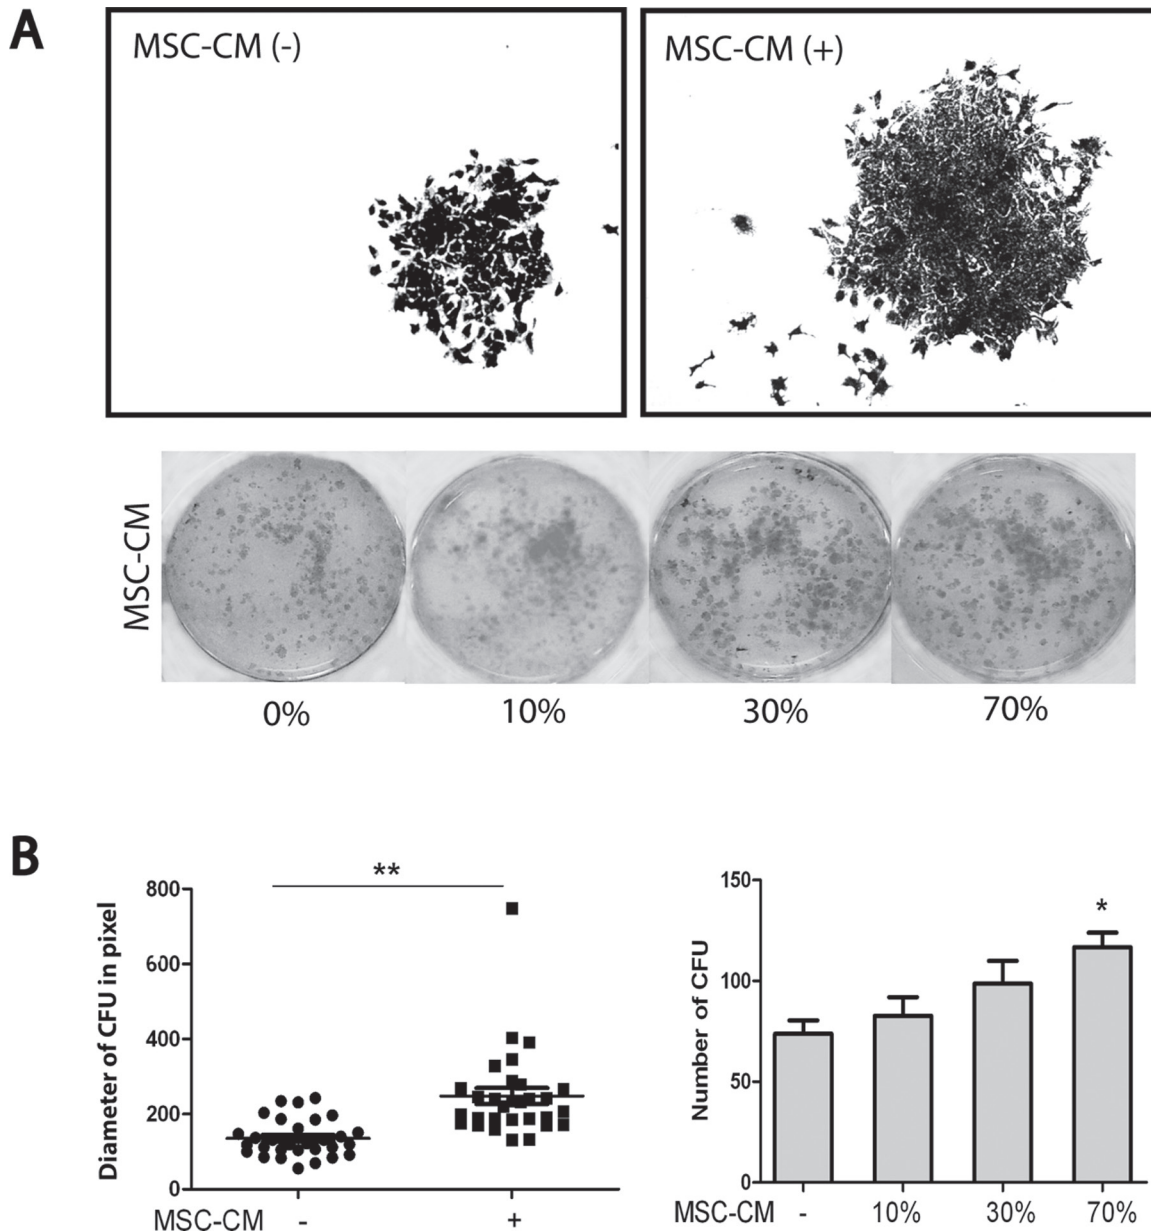 A
MSC-CM (-)
MSC-CM (+)
MSC-CM
0%
10%
30%
70%
B
**
800
600
400
200
0
Diameter of CFU in pixel
MSC-CM
-
+
150
100
50
0
Number of CFU
*
MSC-CM
-
10%
30%
70%